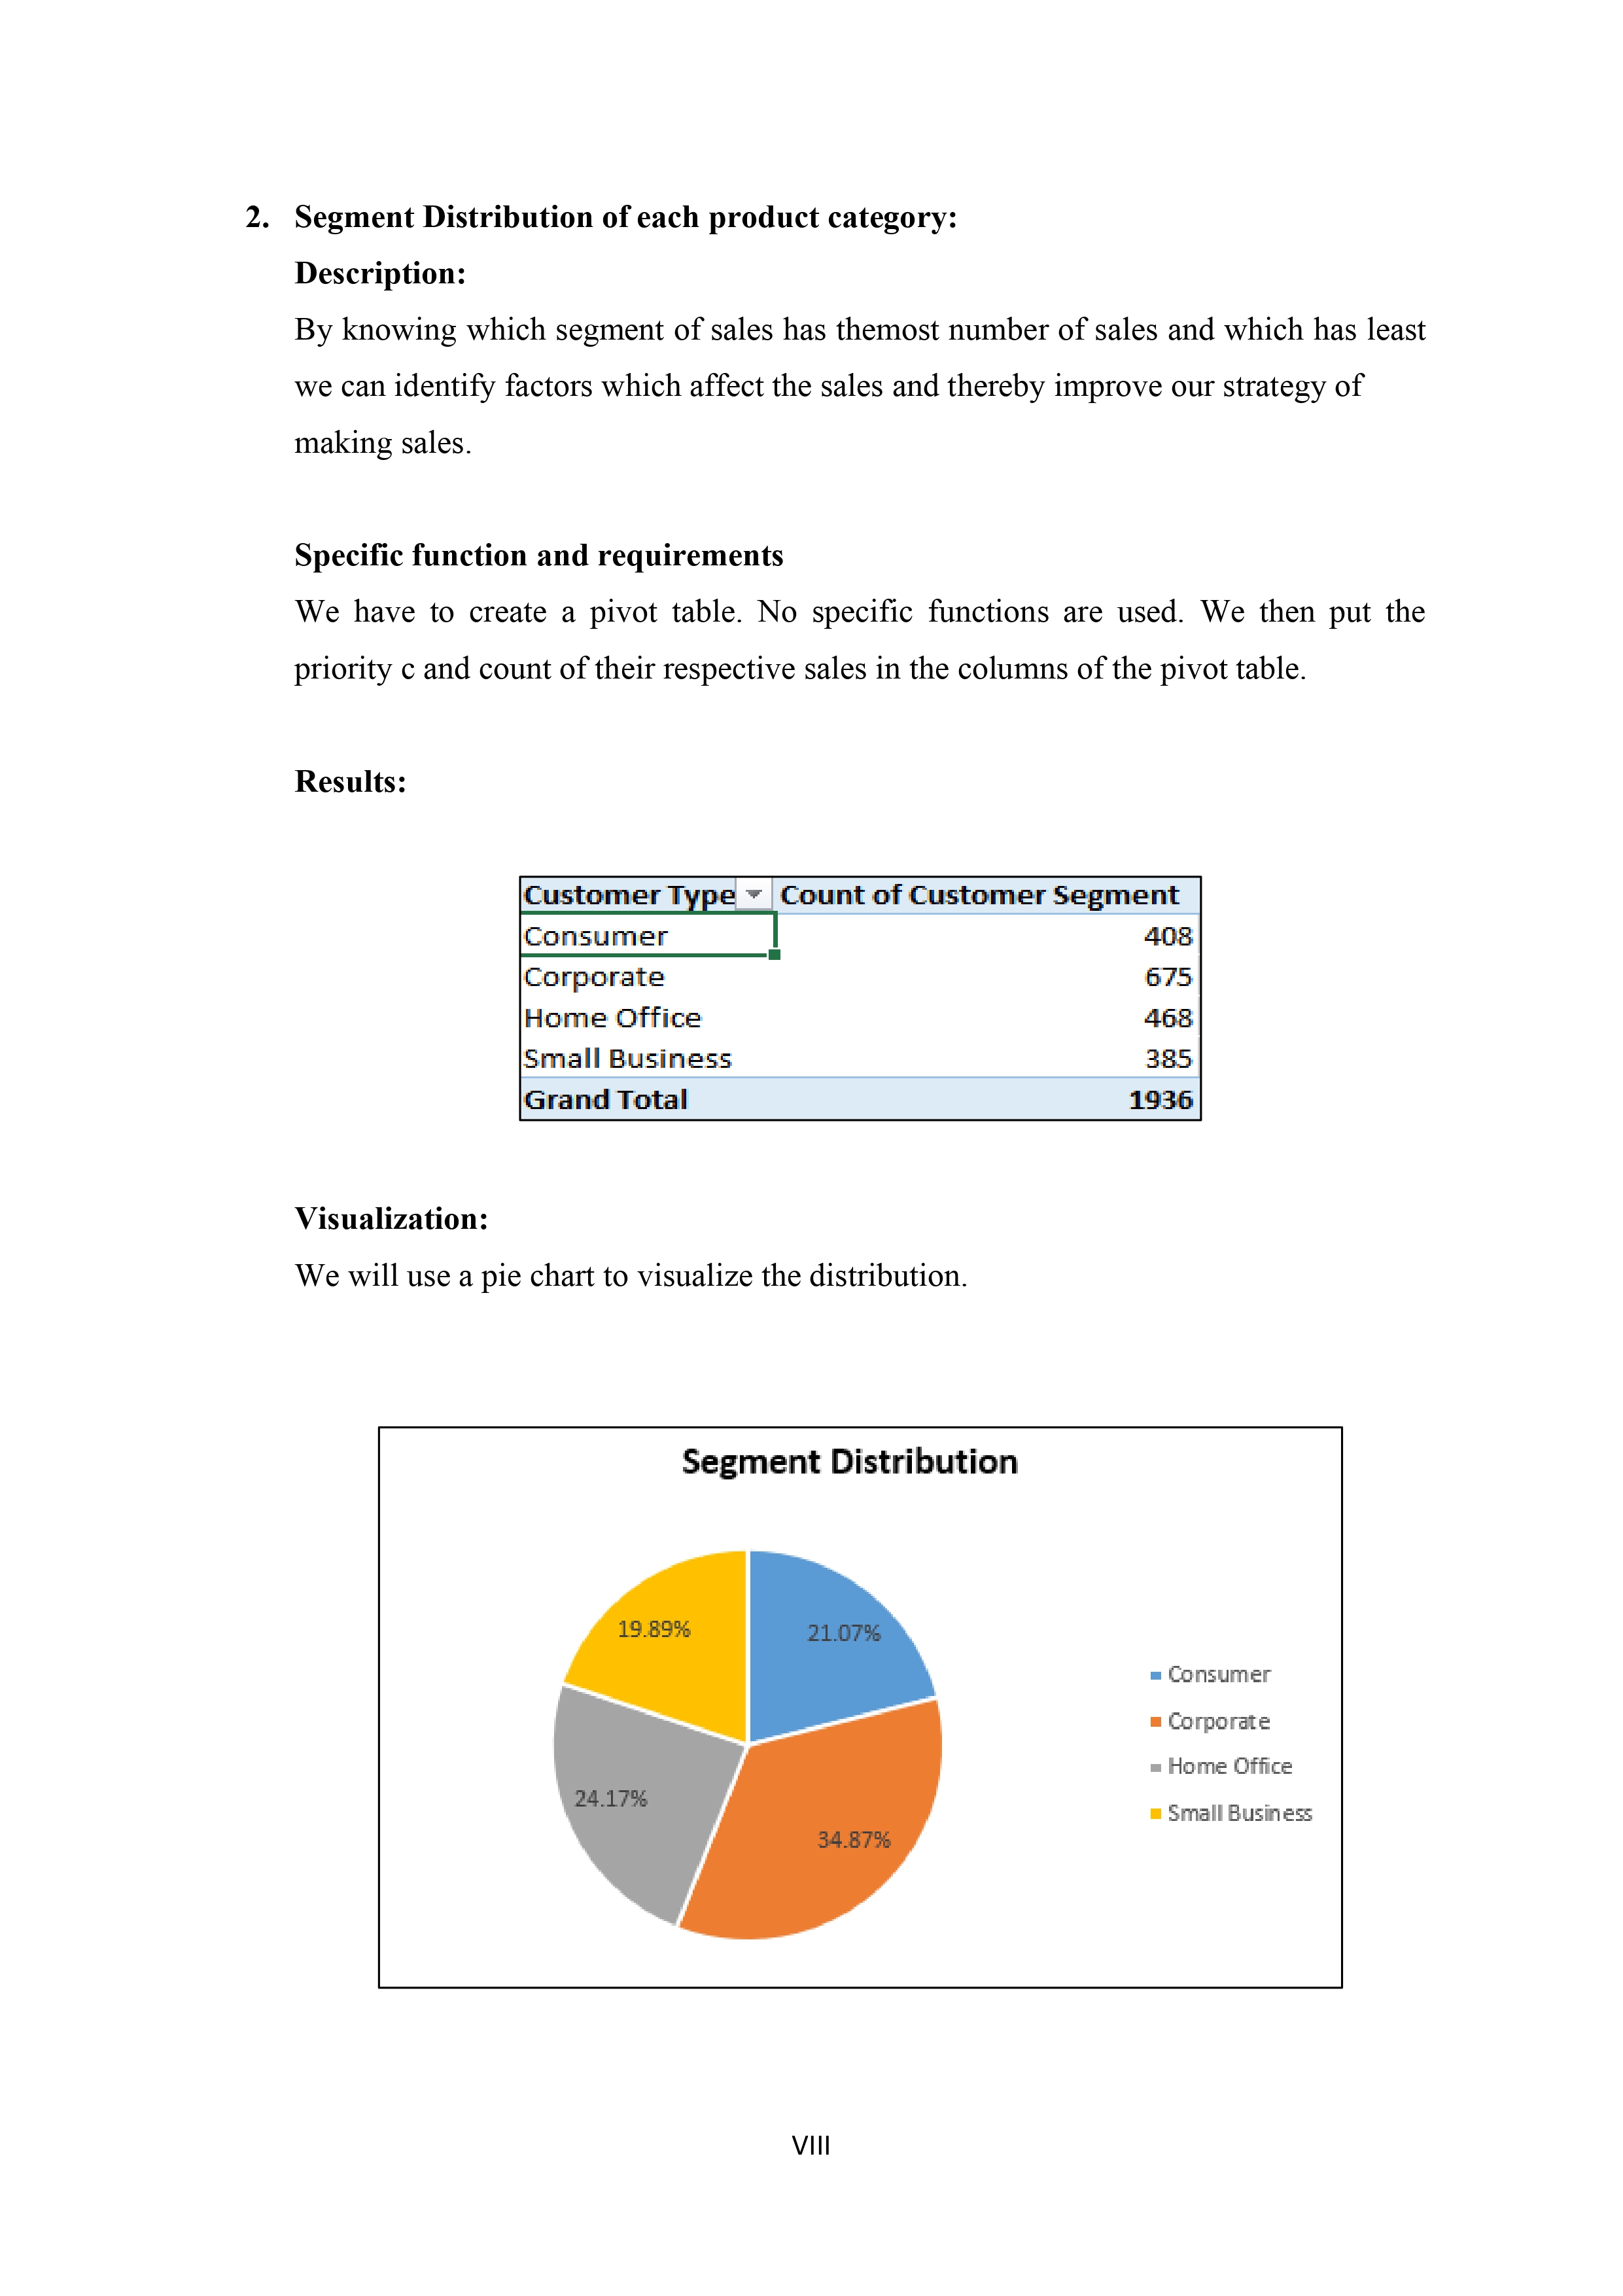 2. Segment Distribution of each product category:
Description:
By knowing which segment of sales has themost number of sales and which has least
we can identify factors which affect the sales and thereby improve our strategy of
making sales.
Specific function and requirements
We have to create a pivot table. No specific functions are used. We then put the
priority c and count of their respective sales in the columns of the pivot table.
Results:
Customer Type Count of Customer Segment
Consumer 408
Corporate 675
Home Office 468
Small Business 385
Grand Total 1936
Visualization:
We will use a pie chart to visualize the distribution.
Segment Distribution
19.89% 21.07%
24.17%
34.87%
Consumer
Corporate
Home Office
Small Business
VIII